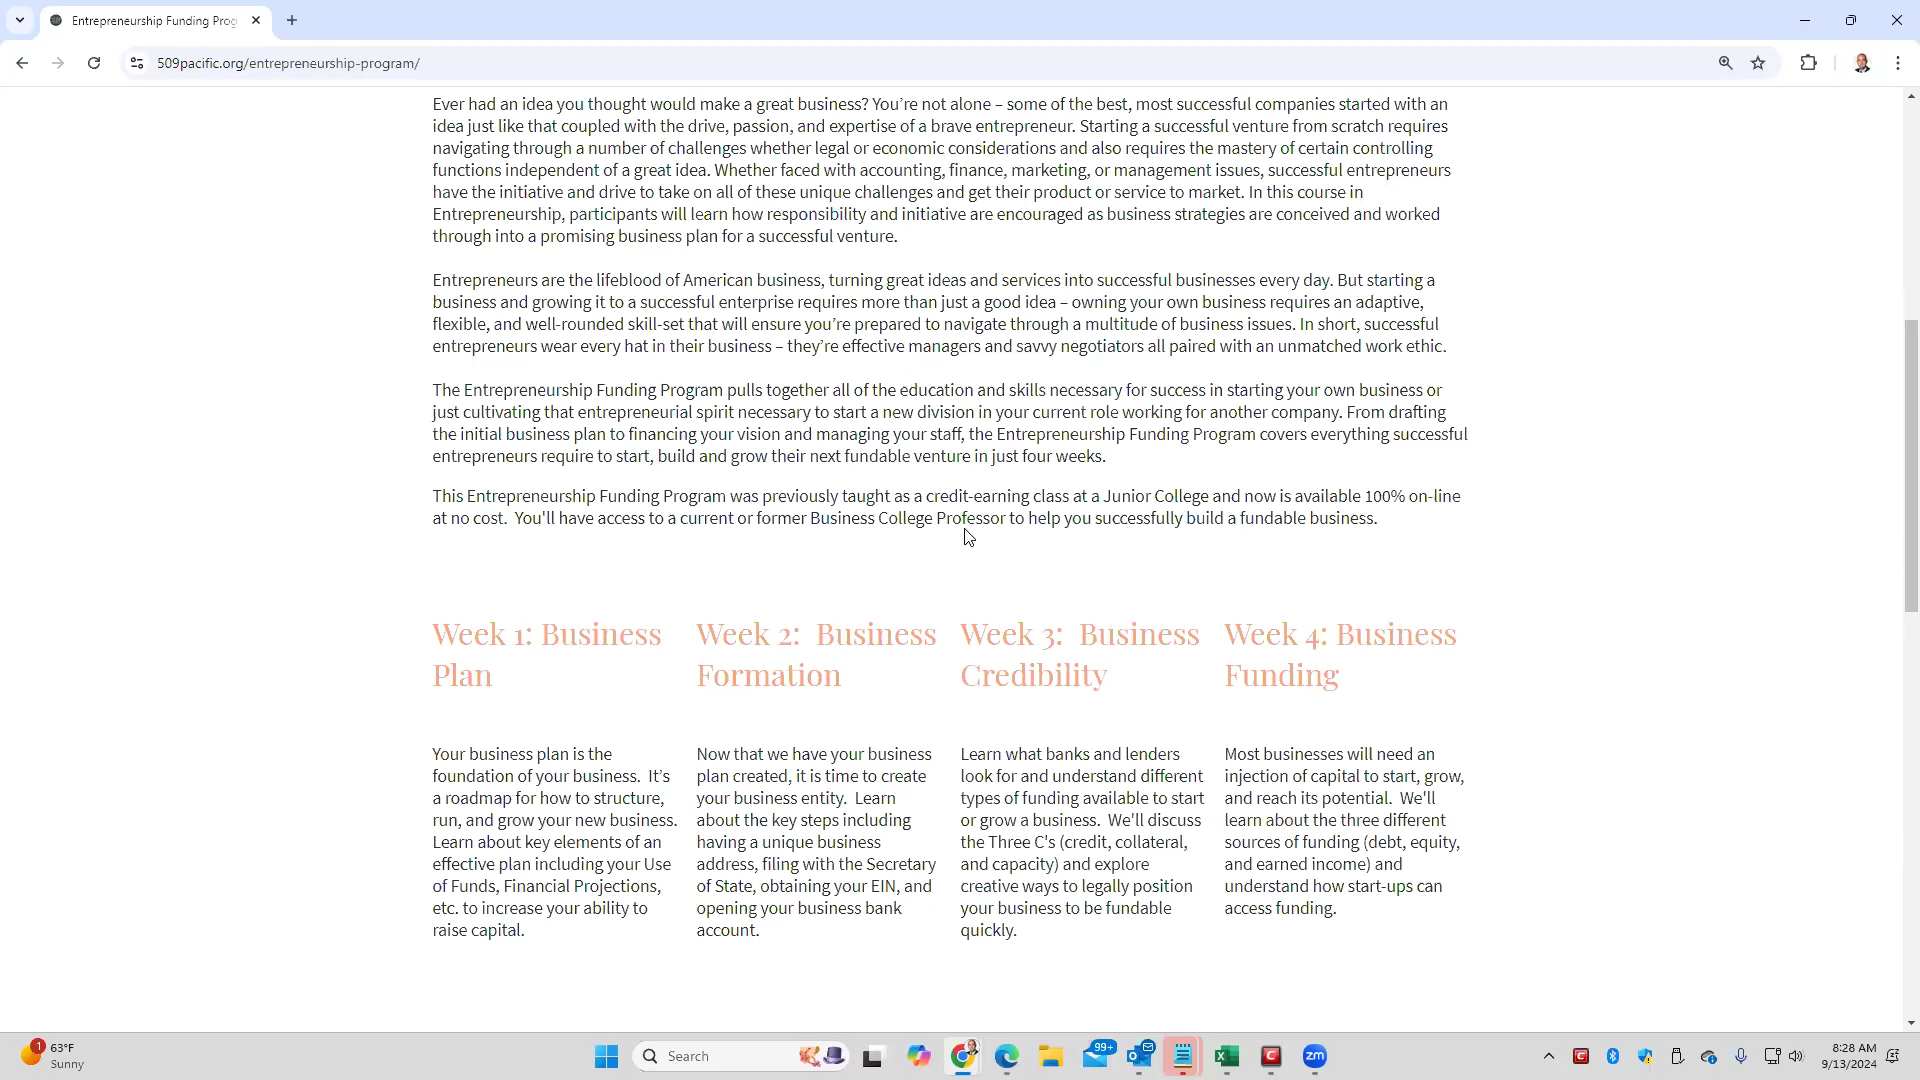 Entrepreneurship Funding Prog
509pacific.org/entrepreneurship-program/
Ever had an idea you thought would make a great business? You’re not alone – some of the best, most successful companies started with an
idea just like that coupled with the drive, passion, and expertise of a brave entrepreneur. Starting a successful venture from scratch requires
navigating through a number of challenges whether legal or economic considerations and also requires the mastery of certain controlling
functions independent of a great idea. Whether faced with accounting, finance, marketing, or management issues, successful entrepreneurs
have the initiative and drive to take on all of these unique challenges and get their product or service to market. In this course in
Entrepreneurship, participants will learn how responsibility and initiative are encouraged as business strategies are conceived and worked
through into a promising business plan for a successful venture.
Entrepreneurs are the lifeblood of American business, turning great ideas and services into successful businesses every day. But starting a
business and growing it to a successful enterprise requires more than just a good idea – owning your own business requires an adaptive,
flexible, and well-rounded skill-set that will ensure you’re prepared to navigate through a multitude of business issues. In short, successful
entrepreneurs wear every hat in their business – they’re effective managers and savvy negotiators all paired with an unmatched work ethic.
The Entrepreneurship Funding Program pulls together all of the education and skills necessary for success in starting your own business or
just cultivating that entrepreneurial spirit necessary to start a new division in your current role working for another company. From drafting
the initial business plan to financing your vision and managing your staff, the Entrepreneurship Funding Program covers everything successful
entrepreneurs require to start, build and grow their next fundable venture in just four weeks.
This Entrepreneurship Funding Program was previously taught as a credit-earning class at a Junior College and now is available 100% on-line
at no cost.  You'll have access to a current or former Business College Professor to help you successfully build a fundable business.
Week 1: Business
Plan
Your business plan is the
foundation of your business.  It’s
a roadmap for how to structure,
run, and grow your new business.
Learn about key elements of an
effective plan including your Use
of Funds, Financial Projections,
etc. to increase your ability to
raise capital.
Week 2:  Business
Formation
Now that we have your business
plan created, it is time to create
your business entity.  Learn
about the key steps including
having a unique business
address, filing with the Secretary
of State, obtaining your EIN, and
opening your business bank
account.
Week 3:  Business
Credibility
Learn what banks and lenders
look for and understand different
types of funding available to start
or grow a business.  We'll discuss
the Three C's (credit, collateral,
and capacity) and explore
creative ways to legally position
your business to be fundable
quickly.
Week 4: Business
Funding
Most businesses will need an
injection of capital to start, grow,
and reach its potential.  We'll
learn about the three different
sources of funding (debt, equity,
and earned income) and
understand how start-ups can
access funding.
1
63°F
Sunny
Search
99+
zm
8:28 AM
9/13/2024